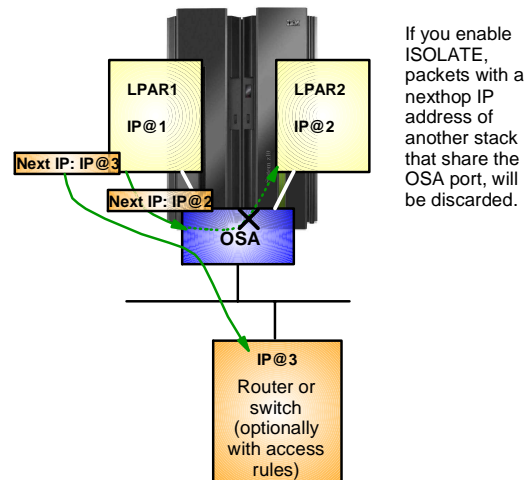 If you enable
ISOLATE,
packets with a
nexthop IP
address of
another stack
that share the
OSA port, will
be discarded.
LPAR1
IP@1
LPAR2
IP@2
Next IP: IP@3
Next IP: IP@2
OSA
IP@3
Router or
switch
(optionally
with access
rules)